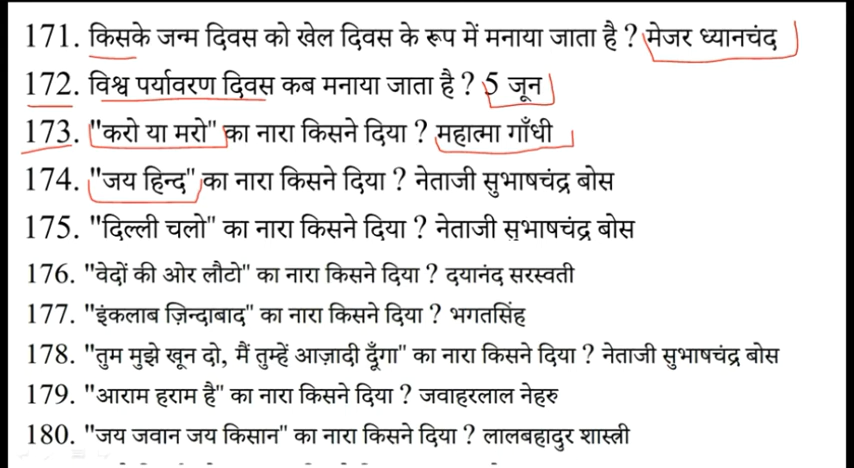 171. किसके जन्म दिवस को खेल दिवस के रूप में मनाया जाता है ? मेजर ध्यानचंद
172. विश्व पर्यावरण दिवस कब मनाया जाता है ? 5 जून
173. "करो या मरो" का नारा किसने दिया ? महात्मा गाँधी
174. "जय हिन्द" का नारा किसने दिया ? नेताजी सुभाषचंद्र बोस
175. "दिल्ली चलो" का नारा किसने दिया ? नेताजी सुभाषचंद्र बोस
176. "वेदों की ओर लौटो" का नारा किसने दिया ? दयानंद सरस्वती
177. "इंकलाब ज़िन्दाबाद" का नारा किसने दिया ? भगतसिंह
178. "तुम मुझे खून दो, मैं तुम्हें आज़ादी दूँगा" का नारा किसने दिया ? नेताजी सुभाषचंद्र बोस
179. "आराम हराम है" का नारा किसने दिया ? जवाहरलाल नेहरु
180. "जय जवान जय किसान" का नारा किसने दिया ? लालबहादुर शास्त्री